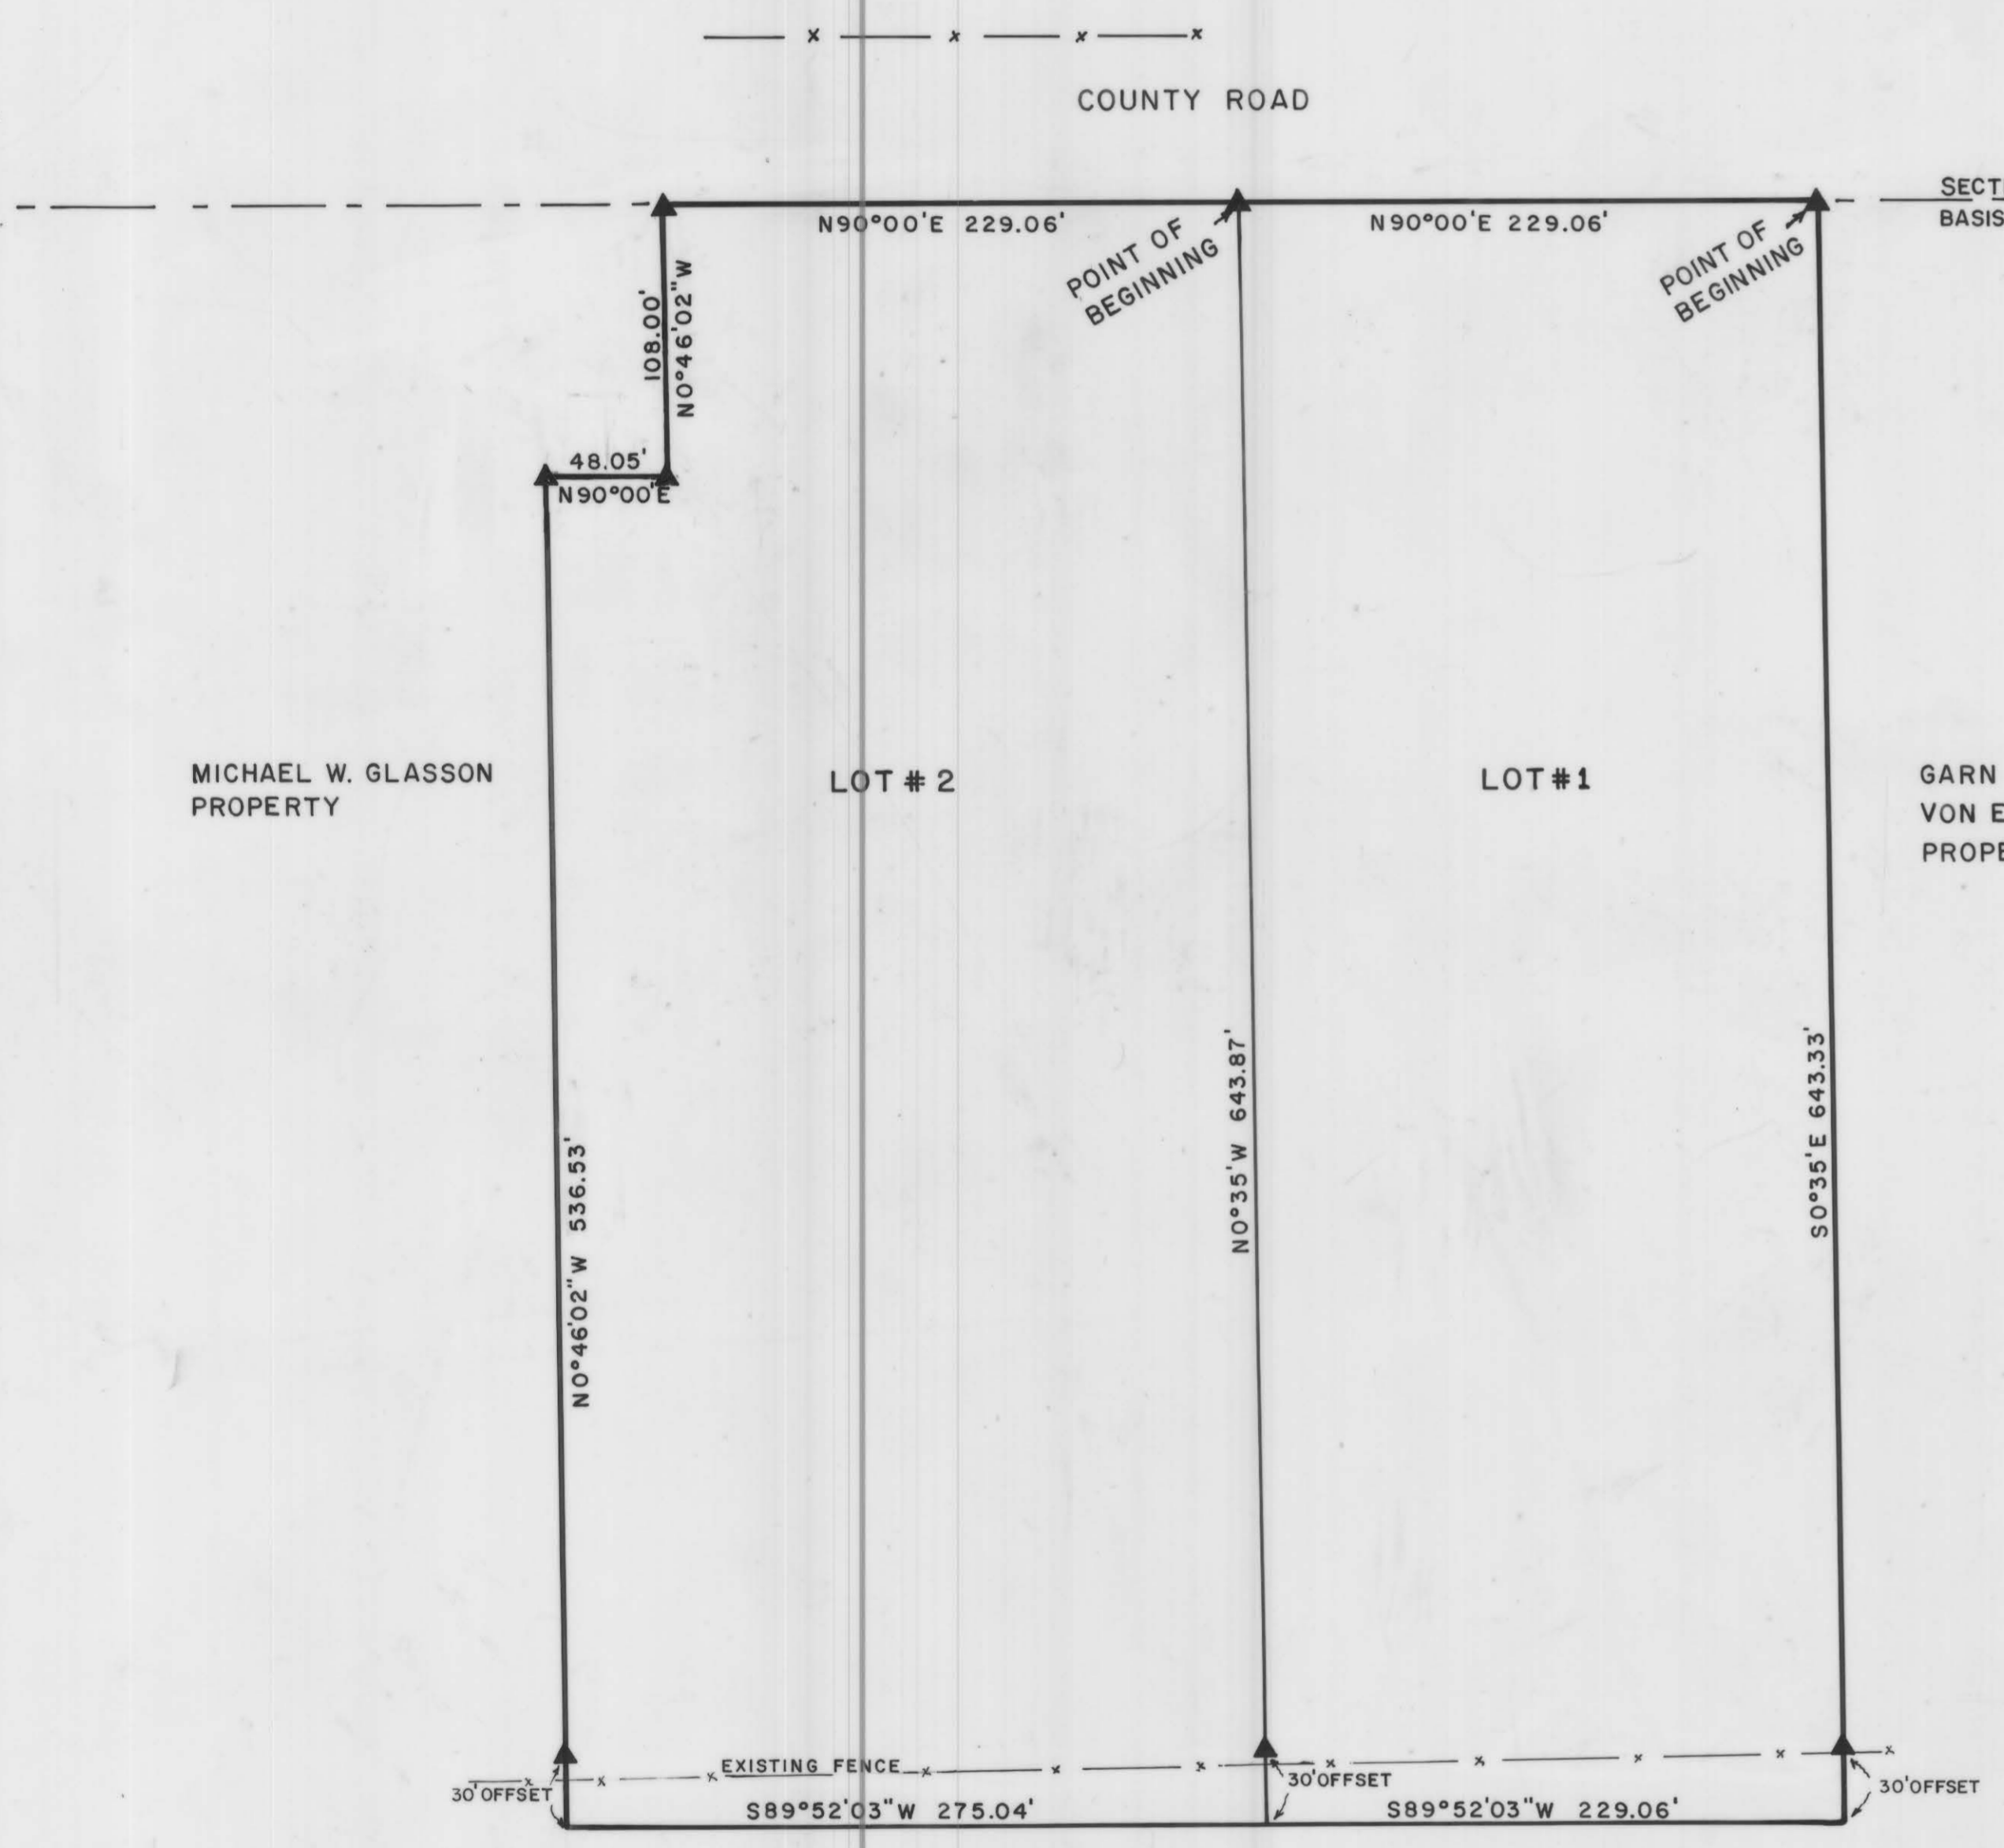 COUNTY ROAD
BASIS
N90°00'E 229.06'
N90°00'E 229.06'
POINT OF
BEGINNING
POINT OF
BEGINNING
108.00'
N0°46'02"W
48.05'
N90°00'E
MICHAEL W. GLASSON
PROPERTY
LOT # 2
LOT #1
GARN
VON
N0°46'02"W 536.53'
N0°35'W 643.87'
S0°35'E 643.33'
EXISTING FENCE
30' OFFSET
30' OFFSET
30' OFFSET
S89°52'03"W 275.04'
S89°52'03"W 229.06'